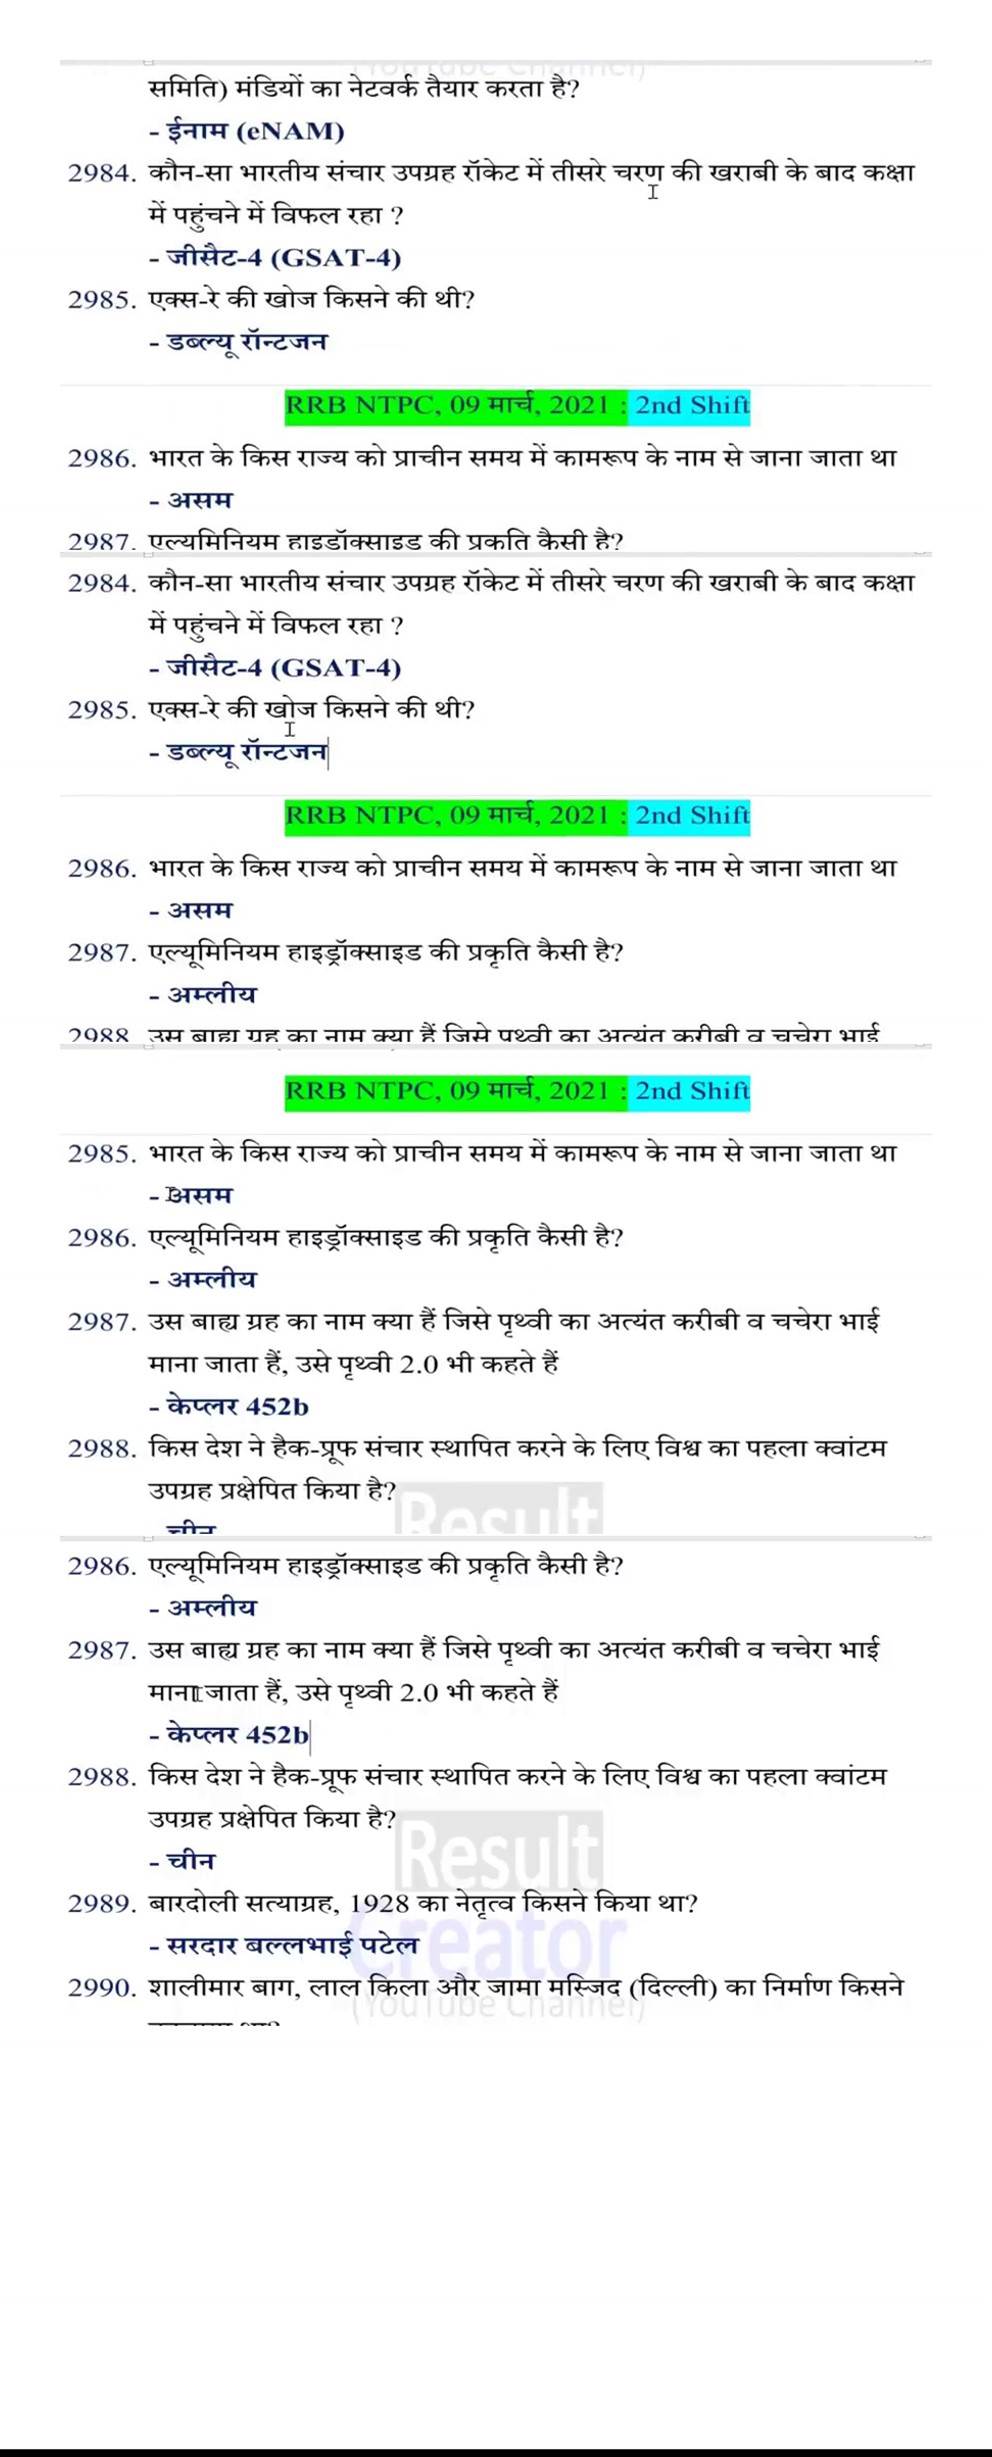 (YouTube Channel)
समिति) मंडियों का नेटवर्क तैयार करता है?
- ईनाम (eNAM)
2984. कौन-सा भारतीय संचार उपग्रह रॉकेट में तीसरे चरण की खराबी के बाद कक्षा
में पहुंचने में विफल रहा ?
- जीसैट-4 (GSAT-4)
2985. एक्स-रे की खोज किसने की थी?
- डब्ल्यू रॉन्टजन
RRB NTPC, 09 मार्च, 2021 : 2nd Shift
2986. भारत के किस राज्य को प्राचीन समय में कामरूप के नाम से जाना जाता था
- असम
2987. एल्यूमिनियम हाइड्रॉक्साइड की प्रकृति कैसी है?
2984. कौन-सा भारतीय संचार उपग्रह रॉकेट में तीसरे चरण की खराबी के बाद कक्षा
में पहुंचने में विफल रहा ?
- जीसैट-4 (GSAT-4)
2985. एक्स-रे की खोज किसने की थी?
- डब्ल्यू रॉन्टजन
RRB NTPC, 09 मार्च, 2021 : 2nd Shift
2986. भारत के किस राज्य को प्राचीन समय में कामरूप के नाम से जाना जाता था
- असम
2987. एल्यूमिनियम हाइड्रॉक्साइड की प्रकृति कैसी है?
- अम्लीय
2988. उस बाह्य ग्रह का नाम क्या हैं जिसे पृथ्वी का अत्यंत करीबी व चचेरा भाई
RRB NTPC, 09 मार्च, 2021 : 2nd Shift
2985. भारत के किस राज्य को प्राचीन समय में कामरूप के नाम से जाना जाता था
- असम
2986. एल्यूमिनियम हाइड्रॉक्साइड की प्रकृति कैसी है?
- अम्लीय
2987. उस बाह्य ग्रह का नाम क्या हैं जिसे पृथ्वी का अत्यंत करीबी व चचेरा भाई
माना जाता हैं, उसे पृथ्वी 2.0 भी कहते हैं
- केप्लर 452b
2988. किस देश ने हैक-प्रूफ संचार स्थापित करने के लिए विश्व का पहला क्वांटम
उपग्रह प्रक्षेपित किया है?
Result
चीन
2986. एल्यूमिनियम हाइड्रॉक्साइड की प्रकृति कैसी है?
- अम्लीय
2987. उस बाह्य ग्रह का नाम क्या हैं जिसे पृथ्वी का अत्यंत करीबी व चचेरा भाई
माना जाता हैं, उसे पृथ्वी 2.0 भी कहते हैं
- केप्लर 452b
2988. किस देश ने हैक-प्रूफ संचार स्थापित करने के लिए विश्व का पहला क्वांटम
उपग्रह प्रक्षेपित किया है?
- चीन
Result
2989. बारदोली सत्याग्रह, 1928 का नेतृत्व किसने किया था?
- सरदार बल्लभाई पटेल
Creator
2990. शालीमार बाग, लाल किला और जामा मस्जिद (दिल्ली) का निर्माण किसने
(YouTube Channel)